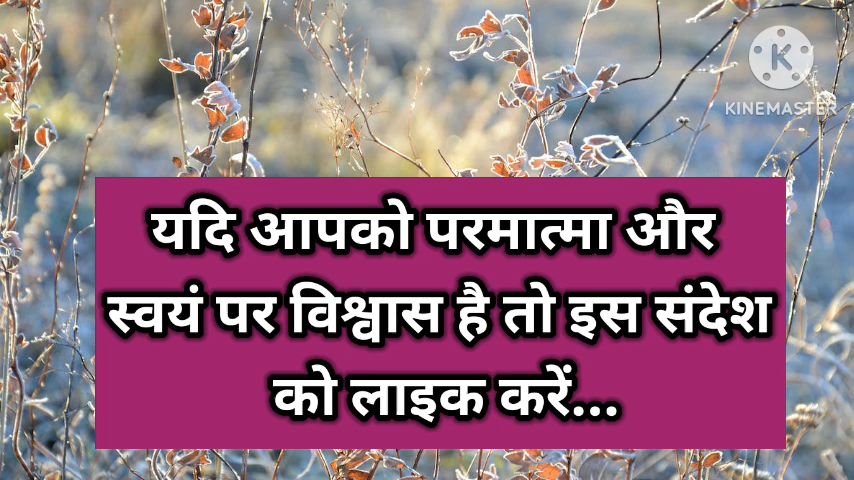 KINEMASTER
यदि आपको परमात्मा और
स्वयं पर विश्वास है तो इस संदेश
को लाइक करें...